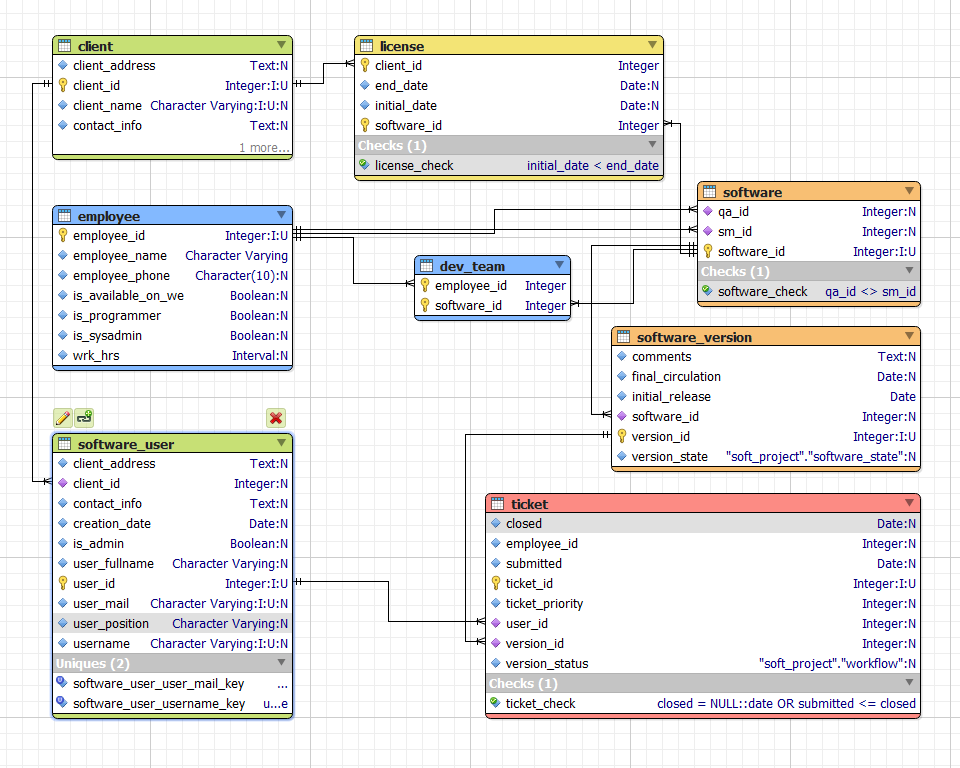 client
client_address Text:N
client_id Integer:I:U
client_name Character Varying:I:U:N
contact_info Text:N
1 more...
license
client_id Integer
end_date Date:N
initial_date Date:N
software_id Integer
Checks (1)
license_check initial_date < end_date
software
qa_id Integer:N
sm_id Integer:N
software_id Integer:I:U
Checks (1)
software_check qa_id <> sm_id
employee
employee_id Integer:I:U
employee_name Character Varying
employee_phone Character(10):N
is_available_on_we Boolean:N
is_programmer Boolean:N
is_sysadmin Boolean:N
wrk_hrs Interval:N
dev_team
employee_id Integer
software_id Integer
software_version
comments Text:N
final_circulation Date:N
initial_release Date
software_id Integer:N
version_id Integer:I:U
version_state "soft_project"."software_state":N
software_user
client_address Text:N
client_id Integer:N
contact_info Text:N
creation_date Date:N
is_admin Boolean:N
user_fullname Character Varying:N
user_id Integer:I:U
user_mail Character Varying:I:U:N
user_position Character Varying:N
username Character Varying:I:U:N
Uniques (2)
software_user_user_mail_key ...
software_user_username_key u...e
ticket
closed Date:N
employee_id Integer:N
submitted Date:N
ticket_id Integer:I:U
ticket_priority Integer:N
user_id Integer:N
version_id Integer:N
version_status "soft_project"."workflow":N
Checks (1)
ticket_check closed = NULL::date OR submitted <= closed